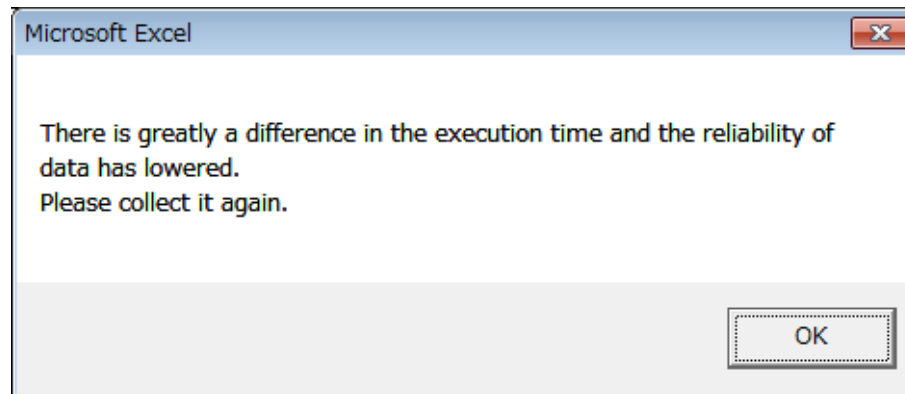 Microsoft Excel
There is greatly a difference in the execution time and the reliability of
data has lowered.
Please collect it again.
OK